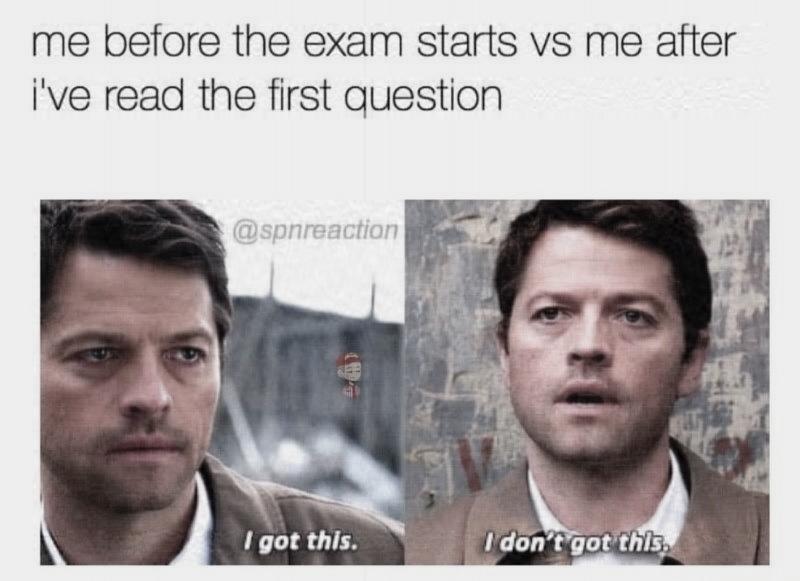 me before the exam starts vs me after
i've read the first question
@spnreaction
I got this.
I don't got this.